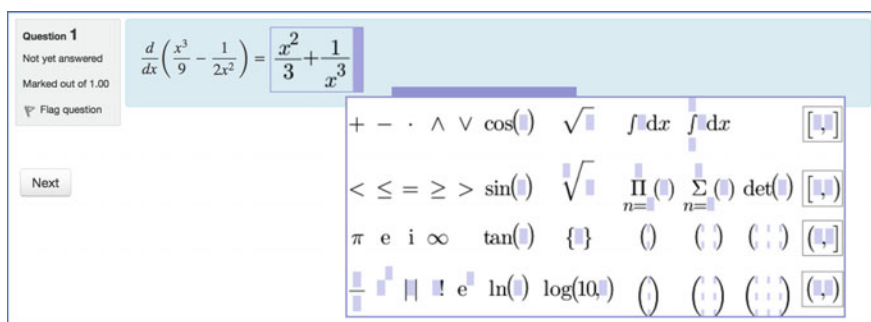 Question 1
Not yet answered
Marked out of 1.00
Flag question
d/dx (x^3/9 − 1/2x^2) = x^2/3 + 1/x^3
+ − · ∧ ∨ cos() √ ∫dx ∫dx [,]
< ≤ = ≥ > sin() √ Π () n= Σ () n= det() [,)
π e i ∞ tan() {} () () () (,]
|| ! e ln() log(10,) () () () (,)
Next